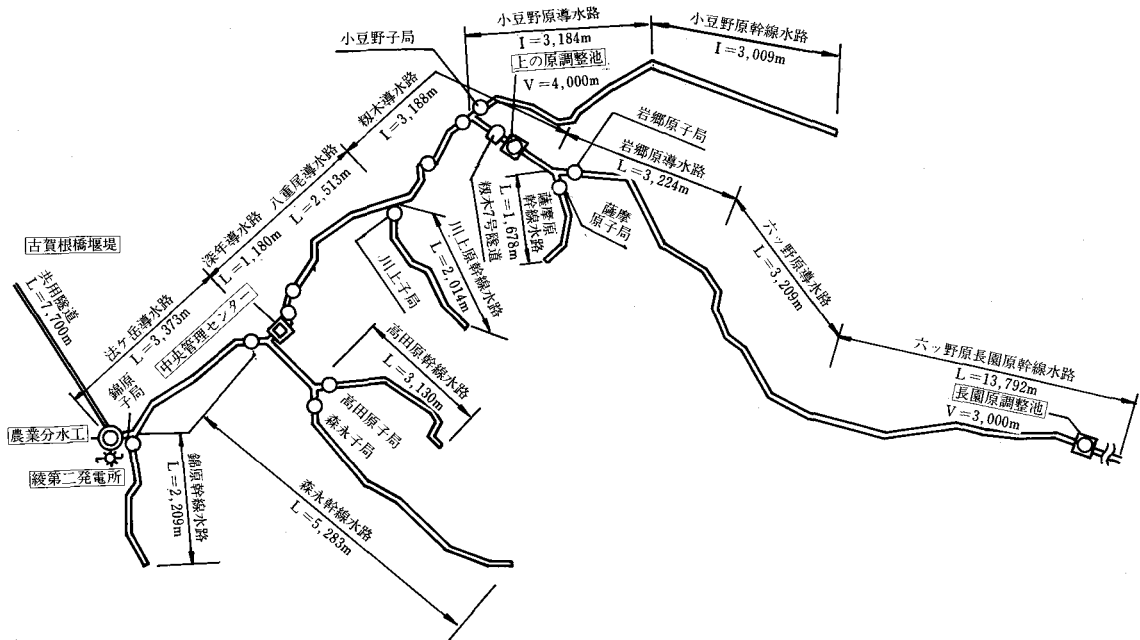 小豆野原導水路
I=3,184m
小豆野原幹線水路
I=3,009m
小豆野子局
上の原調整池
V=4,000m
籾木導水路
I=3,188m
岩郷原子局
岩郷原導水路
L=3,224m
八重尾導水路
L=2,513m
籾木7号隧道
薩摩原
幹線水路
L=1,678m
薩摩
原子局
六ッ野原導水路
L=3,209m
深年導水路
L=1,180m
川上原幹線水路
L=2,014m
川上子局
古賀根橋堰堤
共用隧道
L=7,700m
法ケ岳導水路
L=3,373m
中央管理センター
高田原幹線水路
L=3,130m
高田原子局
森永子局
六ッ野原長園原幹線水路
L=13,792m
長園原調整池
V=3,000m
錦原
子局
農業分水工
綾第二発電所
錦原幹線水路
L=2,209m
森永幹線水路
L=5,283m